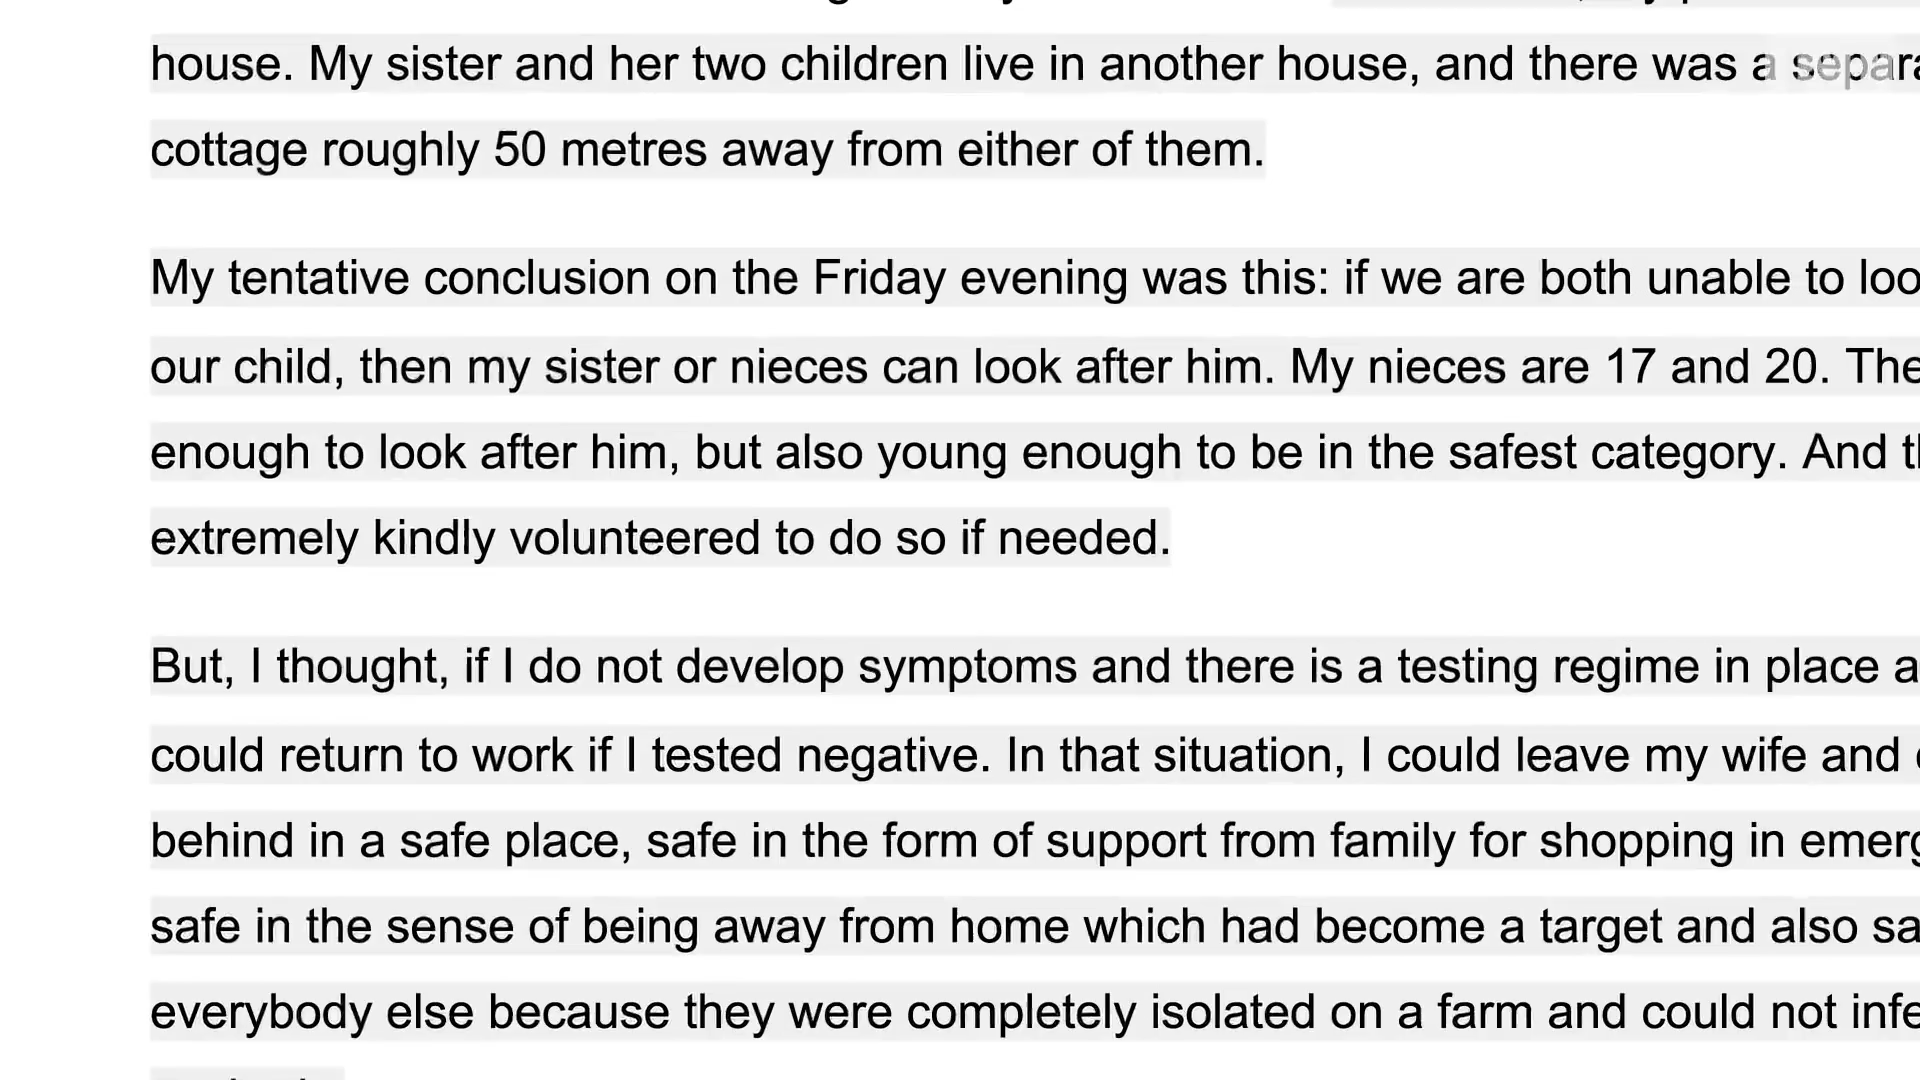 house. My sister and her two children live in another house, and there was a
cottage roughly 50 metres away from either of them.
My tentative conclusion on the Friday evening was this: if we are both unable to
our child, then my sister or nieces can look after him. My nieces are 17 and 20.
enough to look after him, but also young enough to be in the safest category. And
extremely kindly volunteered to do so if needed.
But, I thought, if I do not develop symptoms and there is a testing regime in place
could return to work if I tested negative. In that situation, I could leave my wife and
behind in a safe place, safe in the form of support from family for shopping in
safe in the sense of being away from home which had become a target and also
everybody else because they were completely isolated on a farm and could not